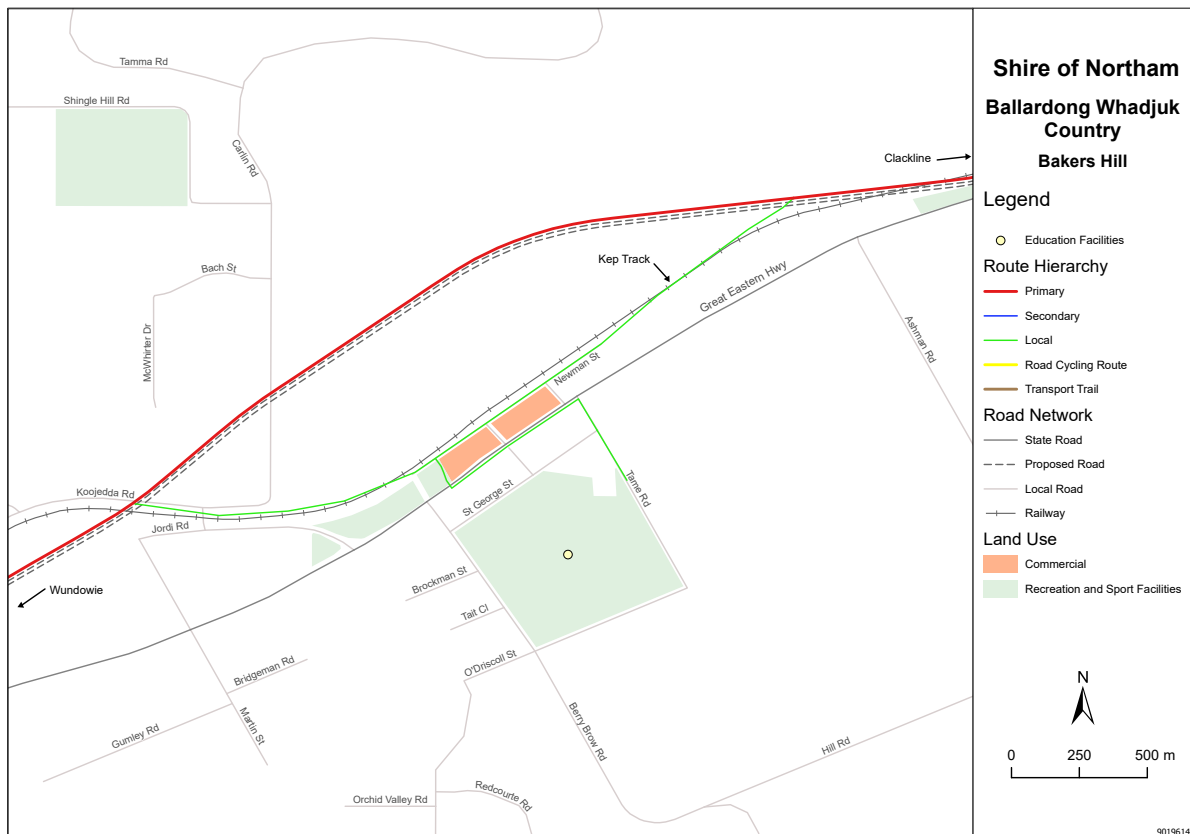 Tamma Rd
Shingle Hill Rd
Carlin Rd
Clackline
Bach St
Kep Track
Great Eastern Hwy
McWhirter Dr
Ashman Rd
Newman St
Koojedda Rd
Jordi Rd
St George St
Tame Rd
Wundowie
Brockman St
Tait Cl
O'Driscoll St
Bridgeman Rd
Martin St
Gumley Rd
Berry Brow Rd
Hill Rd
Orchid Valley Rd
Redcourte Rd
Shire of Northam
Ballardong Whadjuk
Country
Bakers Hill
Legend
Education Facilities
Route Hierarchy
Primary
Secondary
Local
Road Cycling Route
Transport Trail
Road Network
State Road
Proposed Road
Local Road
Railway
Land Use
Commercial
Recreation and Sport Facilities
N
0 250 500 m
9019614